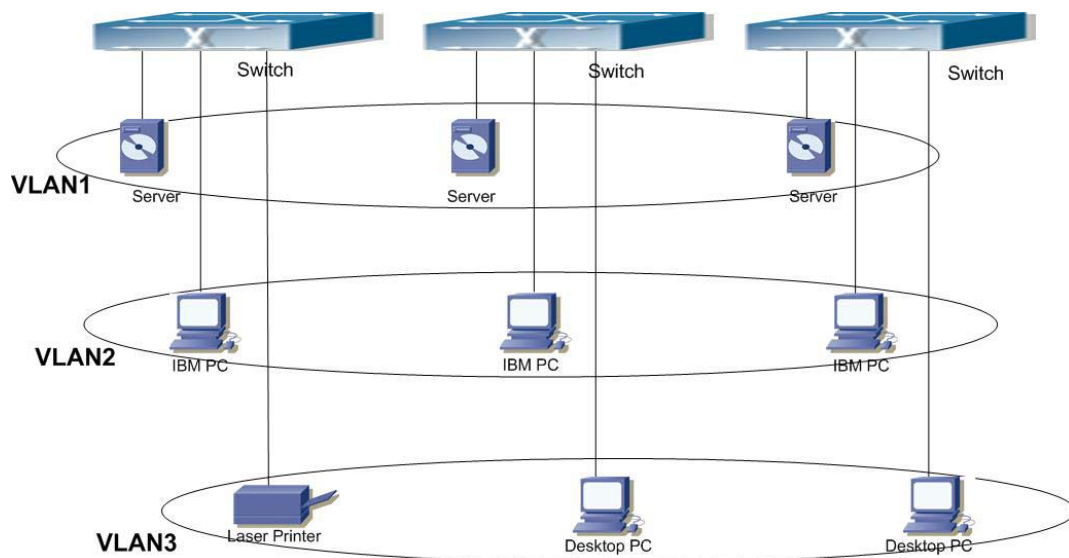 Switch
Switch
Switch
Server
Server
Server
VLAN1
IBM PC
IBM PC
IBM PC
VLAN2
Laser Printer
Desktop PC
Desktop PC
VLAN3